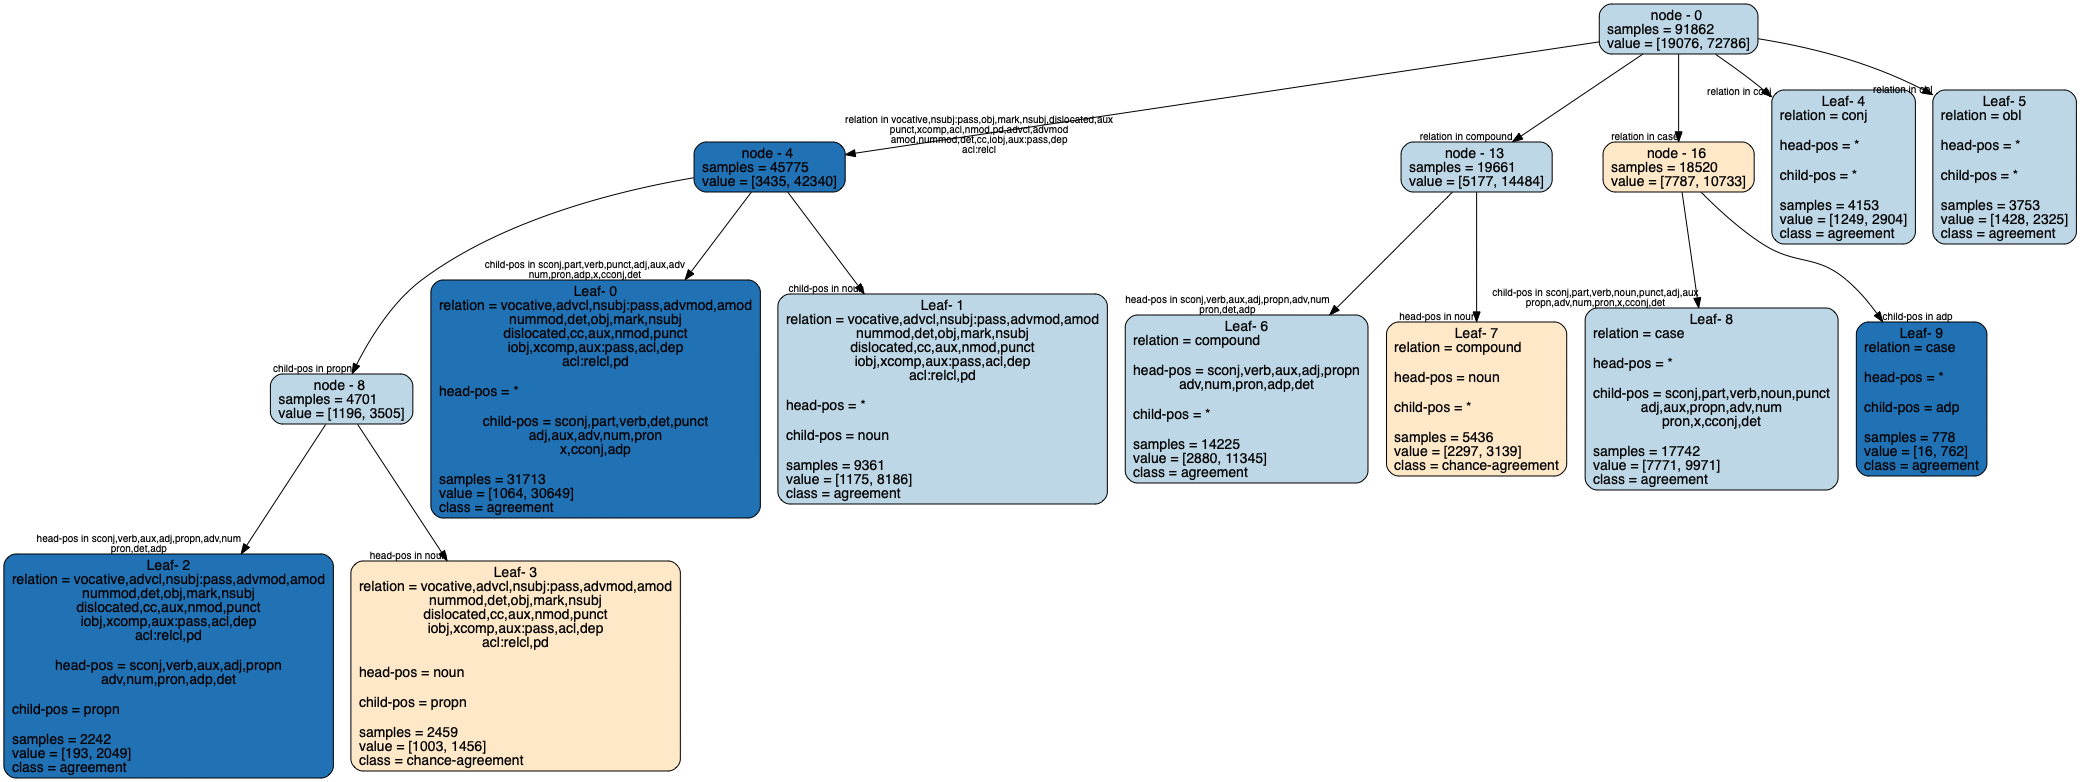 node - 0
samples = 91862
value = [19076, 72786]
relation in vocative,nsubj:pass,obj,mark,nsubj,dislocated,aux
punct,xcomp,acl,nmod,pd,advcl,advmod
amod,nummod,det,cc,iobj,aux:pass,dep
acl:relcl
node - 4
samples = 45775
value = [3435, 42340]
relation in compound
node - 13
samples = 19661
value = [5177, 14484]
relation in case
node - 16
samples = 18520
value = [7787, 10733]
relation in conj
Leaf- 4
relation = conj
head-pos = *
child-pos = *
samples = 4153
value = [1249, 2904]
class = agreement
relation in obl
Leaf- 5
relation = obl
head-pos = *
child-pos = *
samples = 3753
value = [1428, 2325]
class = agreement
child-pos in propn
node - 8
samples = 4701
value = [1196, 3505]
child-pos in sconj,part,verb,punct,adj,aux,adv
num,pron,adp,x,cconj,det
Leaf- 0
relation = vocative,advcl,nsubj:pass,advmod,amod
nummod,det,obj,mark,nsubj
dislocated,cc,aux,nmod,punct
iobj,xcomp,aux:pass,acl,dep
acl:relcl,pd
head-pos = *
child-pos = sconj,part,verb,det,punct
adj,aux,adv,num,pron
x,cconj,adp
samples = 31713
value = [1064, 30649]
class = agreement
child-pos in noun
Leaf- 1
relation = vocative,advcl,nsubj:pass,advmod,amod
nummod,det,obj,mark,nsubj
dislocated,cc,aux,nmod,punct
iobj,xcomp,aux:pass,acl,dep
acl:relcl,pd
head-pos = *
child-pos = noun
samples = 9361
value = [1175, 8186]
class = agreement
head-pos in sconj,verb,aux,adj,propn,adv,num
pron,det,adp
Leaf- 6
relation = compound
head-pos = sconj,verb,aux,adj,propn
adv,num,pron,adp,det
child-pos = *
samples = 14225
value = [2880, 11345]
class = agreement
head-pos in noun
Leaf- 7
relation = compound
head-pos = noun
child-pos = *
samples = 5436
value = [2297, 3139]
class = chance-agreement
child-pos in sconj,part,verb,noun,punct,adj,aux
propn,adv,num,pron,x,cconj,det
Leaf- 8
relation = case
head-pos = *
child-pos = sconj,part,verb,noun,punct
adj,aux,propn,adv,num
pron,x,cconj,det
samples = 17742
value = [7771, 9971]
class = agreement
child-pos in adp
Leaf- 9
relation = case
head-pos = *
child-pos = adp
samples = 778
value = [16, 762]
class = agreement
head-pos in sconj,verb,aux,adj,propn,adv,num
pron,det,adp
Leaf- 2
relation = vocative,advcl,nsubj:pass,advmod,amod
nummod,det,obj,mark,nsubj
dislocated,cc,aux,nmod,punct
iobj,xcomp,aux:pass,acl,dep
acl:relcl,pd
head-pos = sconj,verb,aux,adj,propn
adv,num,pron,adp,det
child-pos = propn
samples = 2242
value = [193, 2049]
class = agreement
head-pos in noun
Leaf- 3
relation = vocative,advcl,nsubj:pass,advmod,amod
nummod,det,obj,mark,nsubj
dislocated,cc,aux,nmod,punct
iobj,xcomp,aux:pass,acl,dep
acl:relcl,pd
head-pos = noun
child-pos = propn
samples = 2459
value = [1003, 1456]
class = chance-agreement